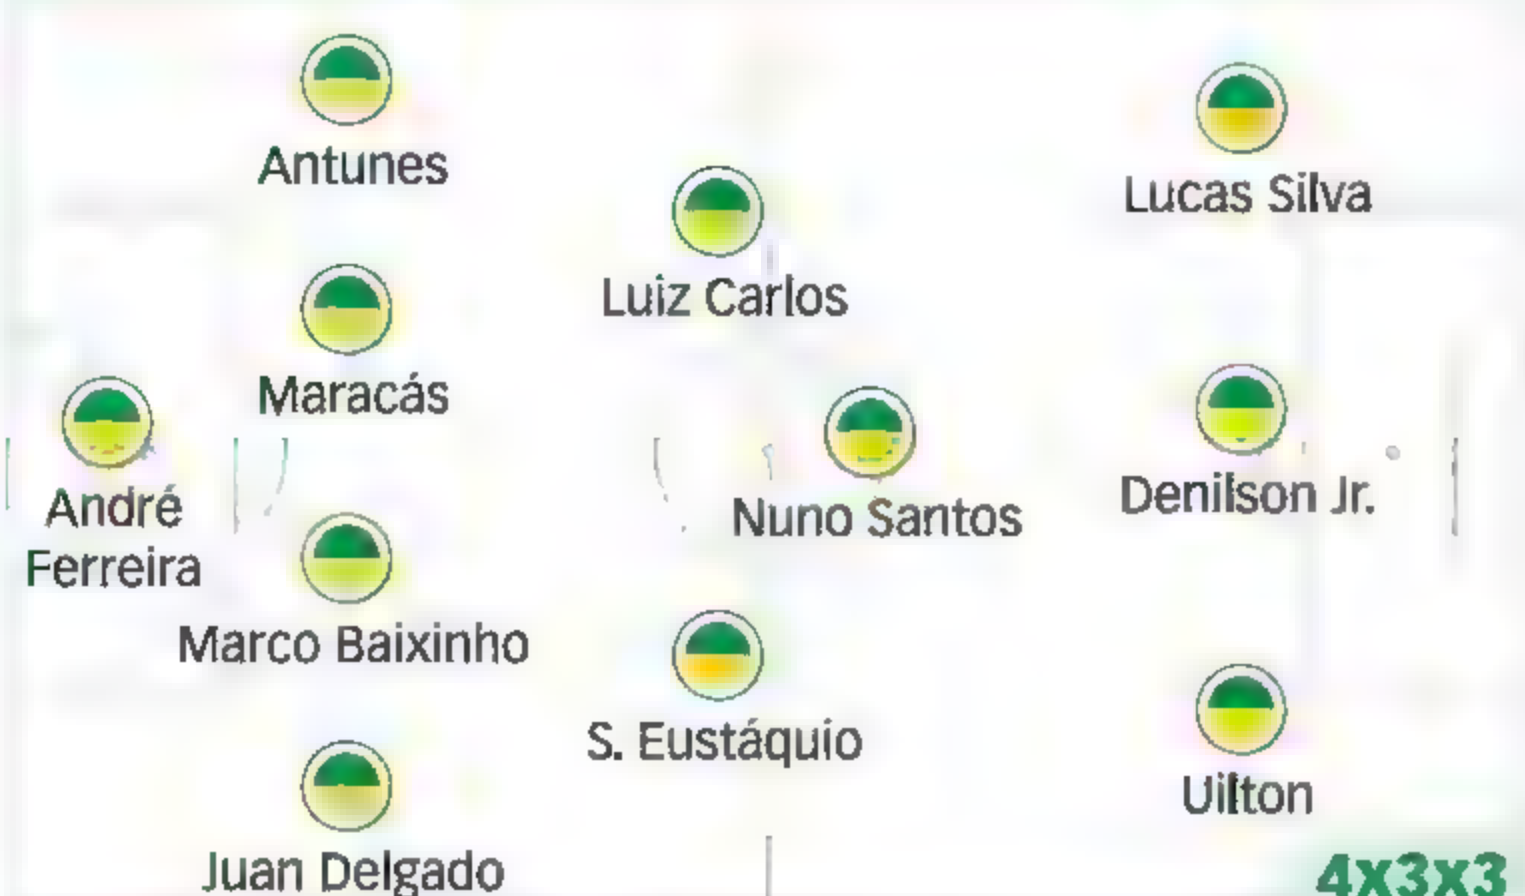 Antunes
Lucas Silva
Luiz Carlos
Maracás
André
Ferreira
Nuno Santos
Denilson Jr.
Marco Baixinho
S. Eustáquio
Uilton
Juan Delgado
4x3x3